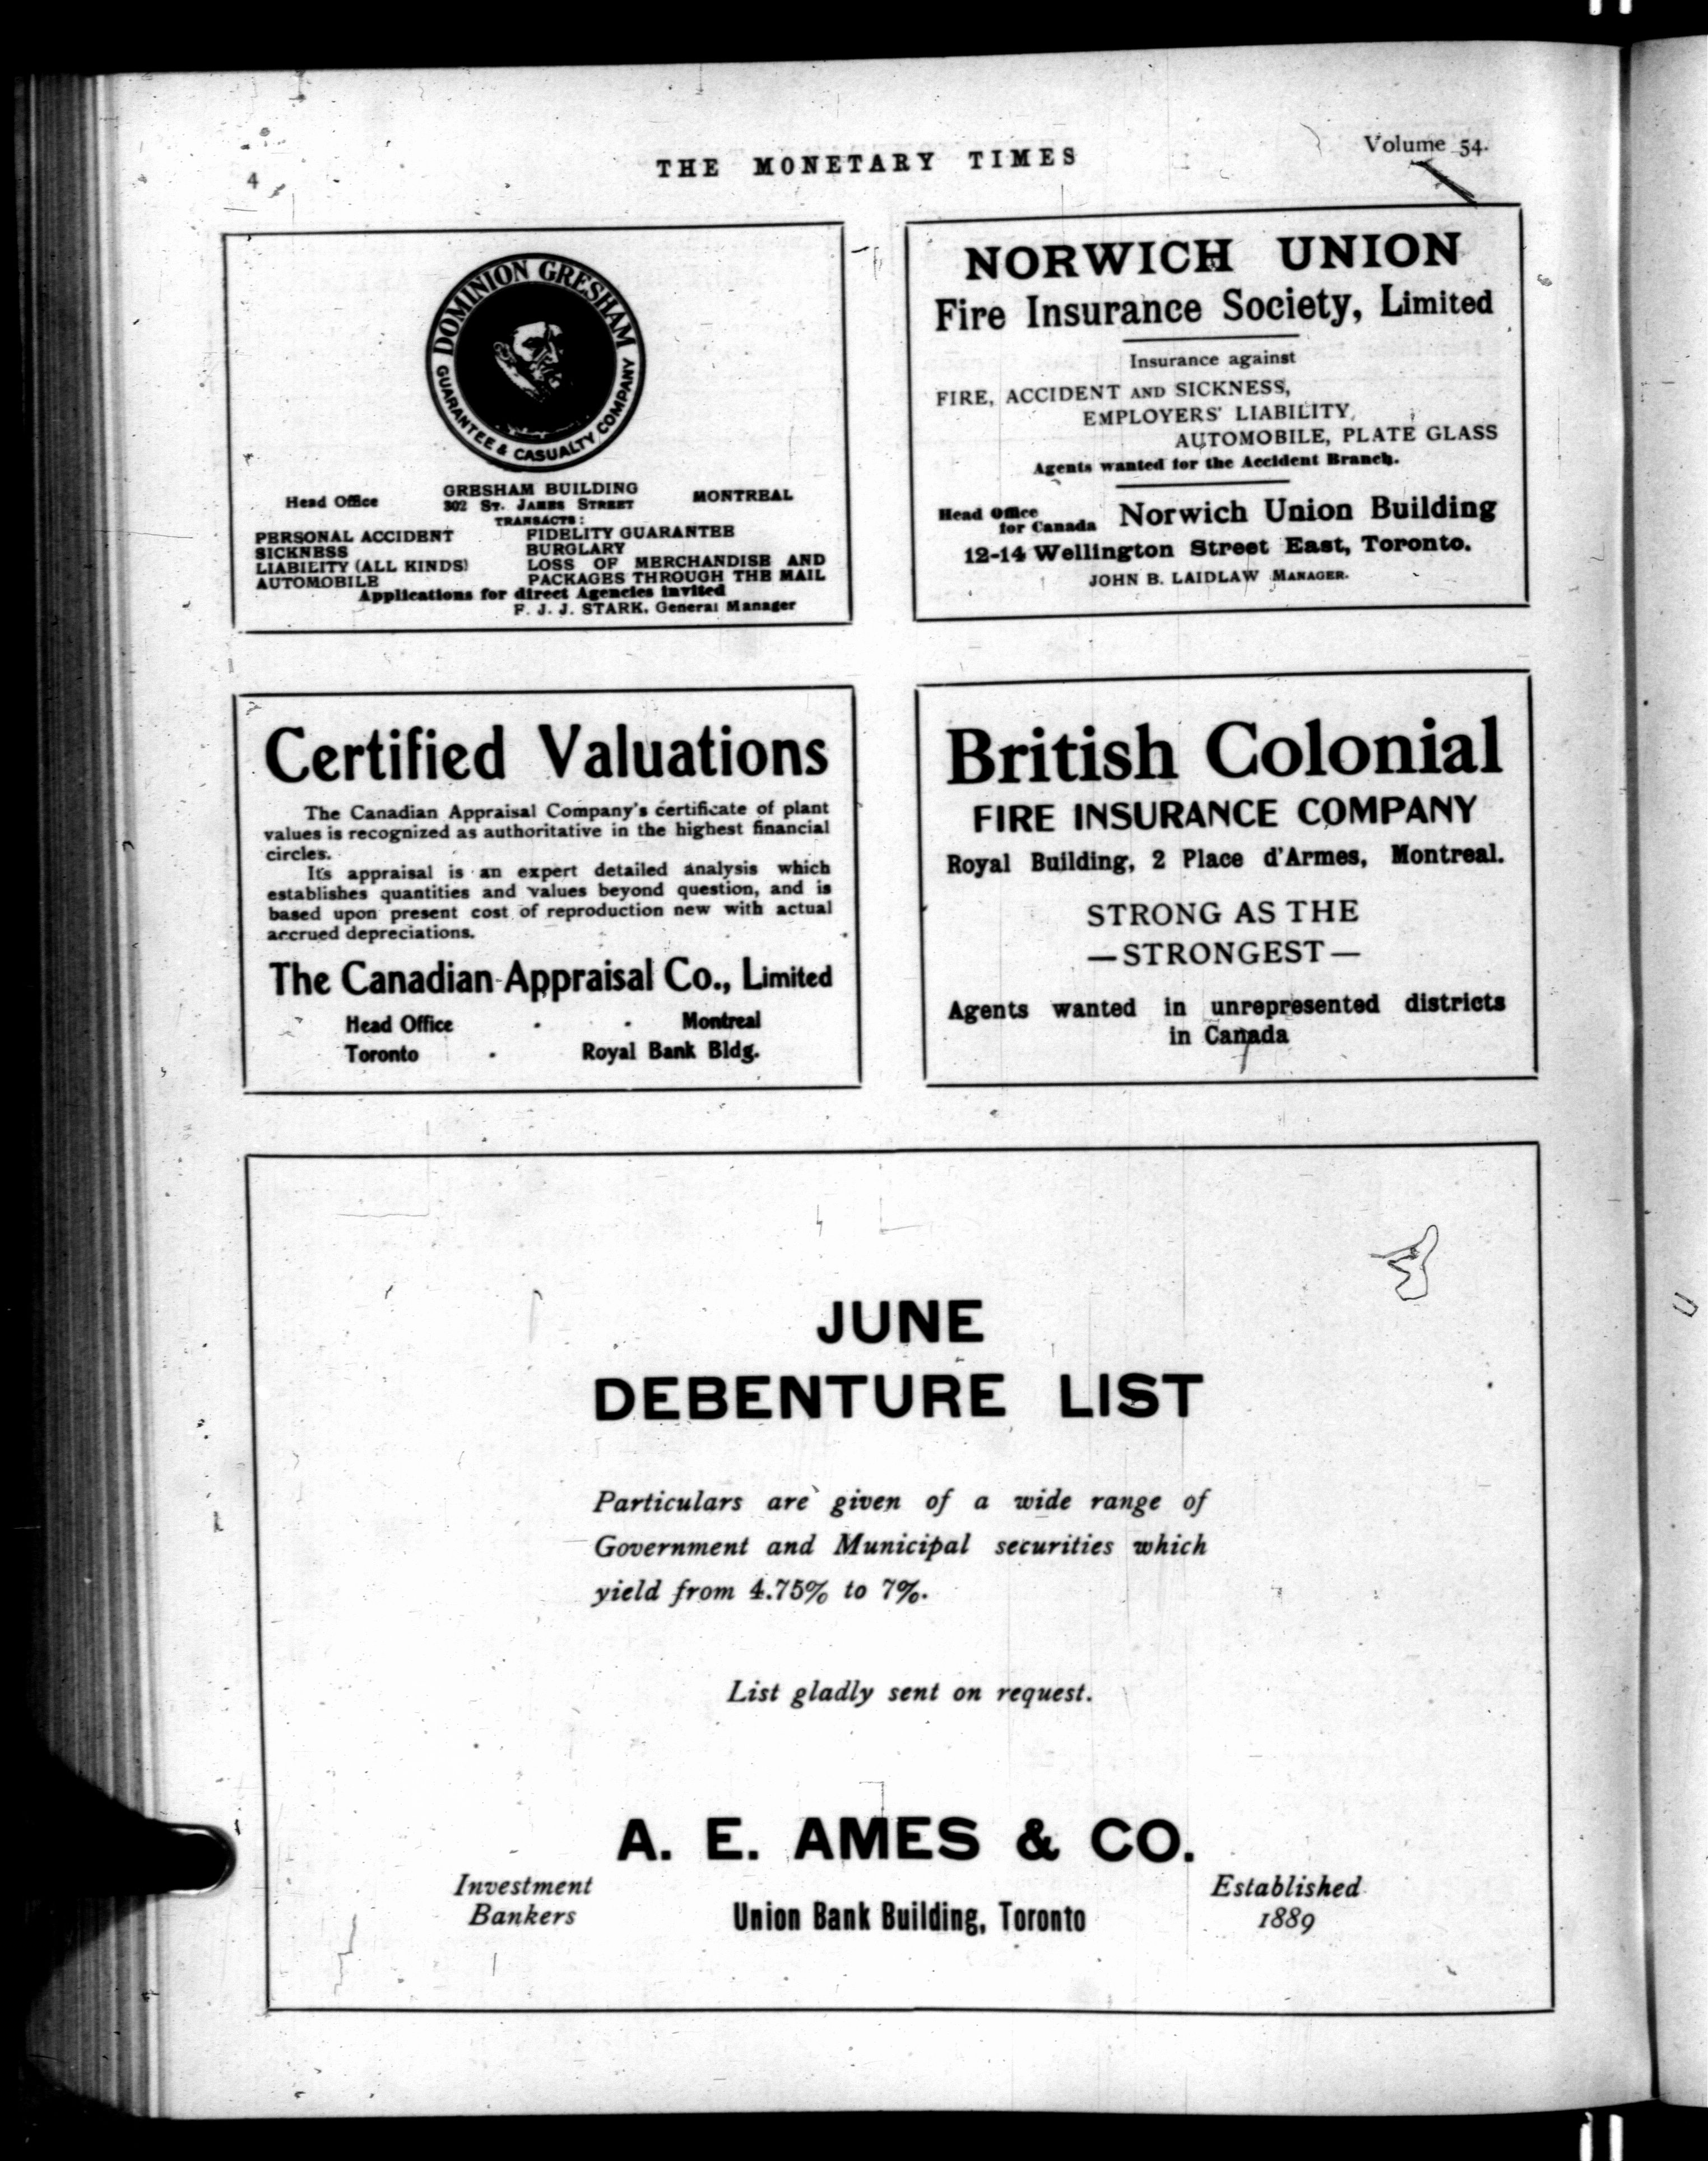 4
THE MONETARY TIMES
Volume 54.
DOMINION GRESHAM
GUARANTEE & CASUALTY COMPANY
Head Office
GRESHAM BUILDING
302 ST. JAMES STREET
MONTREAL
TRANSACTS:
PERSONAL ACCIDENT
SICKNESS
LIABILITY (ALL KINDS)
AUTOMOBILE
FIDELITY GUARANTEE
BURGLARY
LOSS OF MERCHANDISE AND
PACKAGES THROUGH THE MAIL
Applications for direct Agencies invited
F. J. J. STARK, General Manager
NORWICH UNION
Fire Insurance Society, Limited
Insurance against
FIRE, ACCIDENT AND SICKNESS,
EMPLOYERS' LIABILITY,
AUTOMOBILE, PLATE GLASS
Agents wanted for the Accident Branch.
Head Office
for Canada
Norwich Union Building
12-14 Wellington Street East, Toronto.
JOHN B. LAIDLAW MANAGER.
Certified Valuations
The Canadian Appraisal Company's certificate of plant
values is recognized as authoritative in the highest financial
circles.
Its appraisal is an expert detailed analysis which
establishes quantities and values beyond question, and is
based upon present cost of reproduction new with actual
accrued depreciations.
The Canadian Appraisal Co., Limited
Head Office - - Montreal
Toronto - Royal Bank Bldg.
British Colonial
FIRE INSURANCE COMPANY
Royal Building, 2 Place d'Armes, Montreal.
STRONG AS THE
—STRONGEST—
Agents wanted in unrepresented districts
in Canada
JUNE
DEBENTURE LIST
Particulars are given of a wide range of
Government and Municipal securities which
yield from 4.75% to 7%.
List gladly sent on request.
A. E. AMES & CO.
Investment
Bankers
Union Bank Building, Toronto
Established
1889